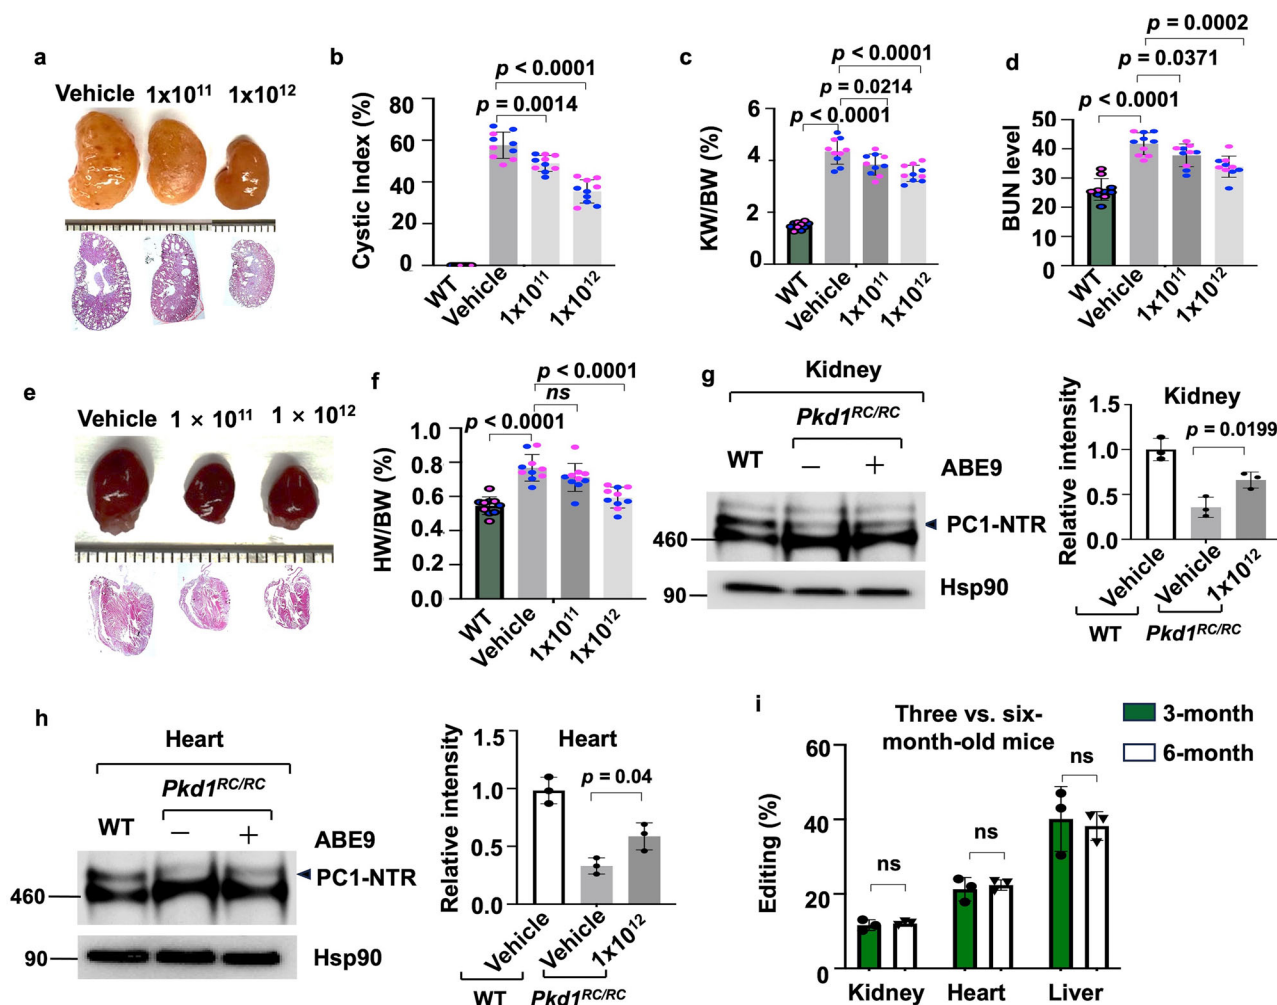 a
Vehicle 1x10¹¹ 1x10¹²
b
p < 0.0001
p = 0.0014
Cystic Index (%)
80
60
40
20
0
WT
Vehicle
1x10¹¹
1x10¹²
c
p < 0.0001
p = 0.0214
p < 0.0001
KW/BW (%)
6
4
2
0
WT
Vehicle
1x10¹¹
1x10¹²
d
p = 0.0002
p = 0.0371
p < 0.0001
BUN level
50
40
30
20
10
0
WT
Vehicle
1x10¹¹
1x10¹²
e
Vehicle 1 × 10¹¹ 1 × 10¹²
f
p < 0.0001
ns
p < 0.0001
HW/BW (%)
1.0
0.8
0.6
0.4
0.2
0.0
WT
Vehicle
1x10¹¹
1x10¹²
g
Kidney
Pkd1ᴿᶜ/ᴿᶜ
WT − + ABE9
PC1-NTR
460
Hsp90
90
Kidney
p = 0.0199
Relative intensity
1.5
1.0
0.5
0.0
Vehicle
Vehicle
1x10¹²
WT Pkd1ᴿᶜ/ᴿᶜ
h
Heart
Pkd1ᴿᶜ/ᴿᶜ
WT − + ABE9
PC1-NTR
460
Hsp90
90
Heart
p = 0.04
Relative intensity
1.5
1.0
0.5
0.0
Vehicle
Vehicle
1x10¹²
WT Pkd1ᴿᶜ/ᴿᶜ
i
Three vs. six-
month-old mice
3-month
6-month
Editing (%)
60
40
20
0
ns
ns
ns
Kidney Heart Liver